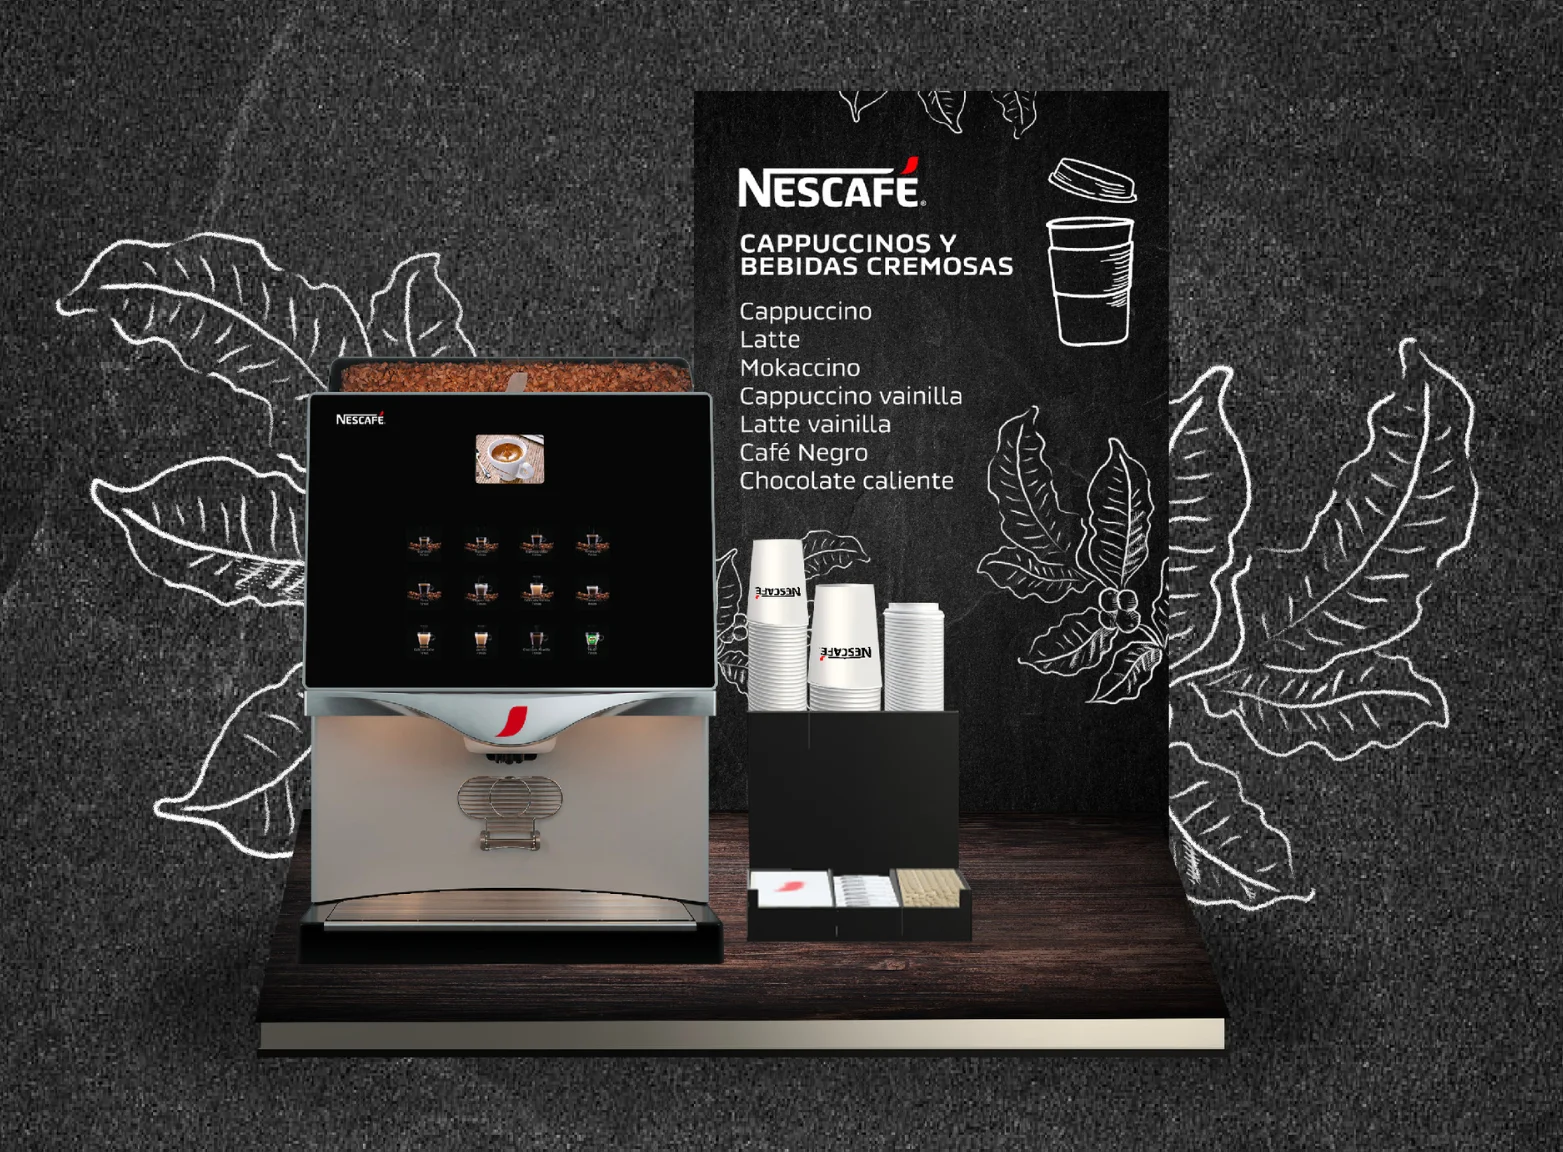 NESCAFÉ
CAPPUCCINOS Y
BEBIDAS CREMOSAS
Cappuccino
Latte
Mokaccino
Cappuccino vainilla
Latte vainilla
Café Negro
Chocolate caliente
NESCAFÉ
NESCAFÉ
NESCAFÉ